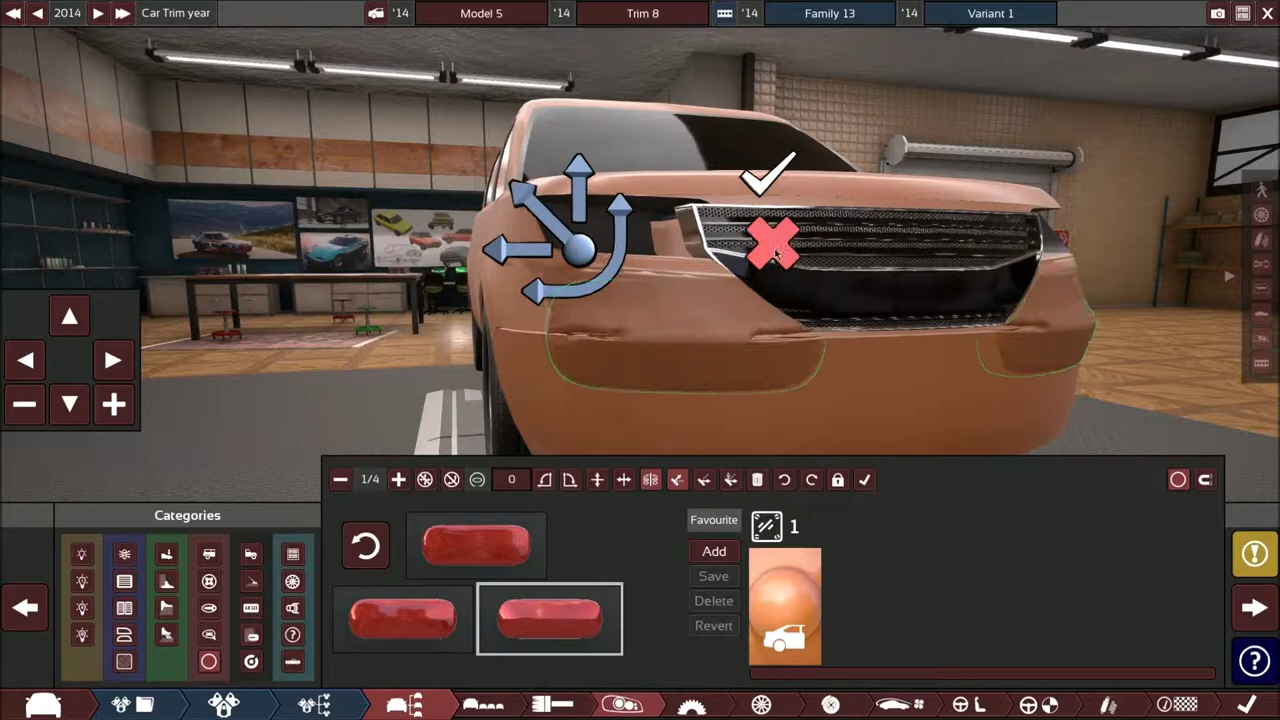 2014 Car Trim year '14 Model 5 '14 Trim 8 '14 Family 13 '14 Variant 1
1/4 0
Categories
Favourite 1
Add
Save
Delete
Revert